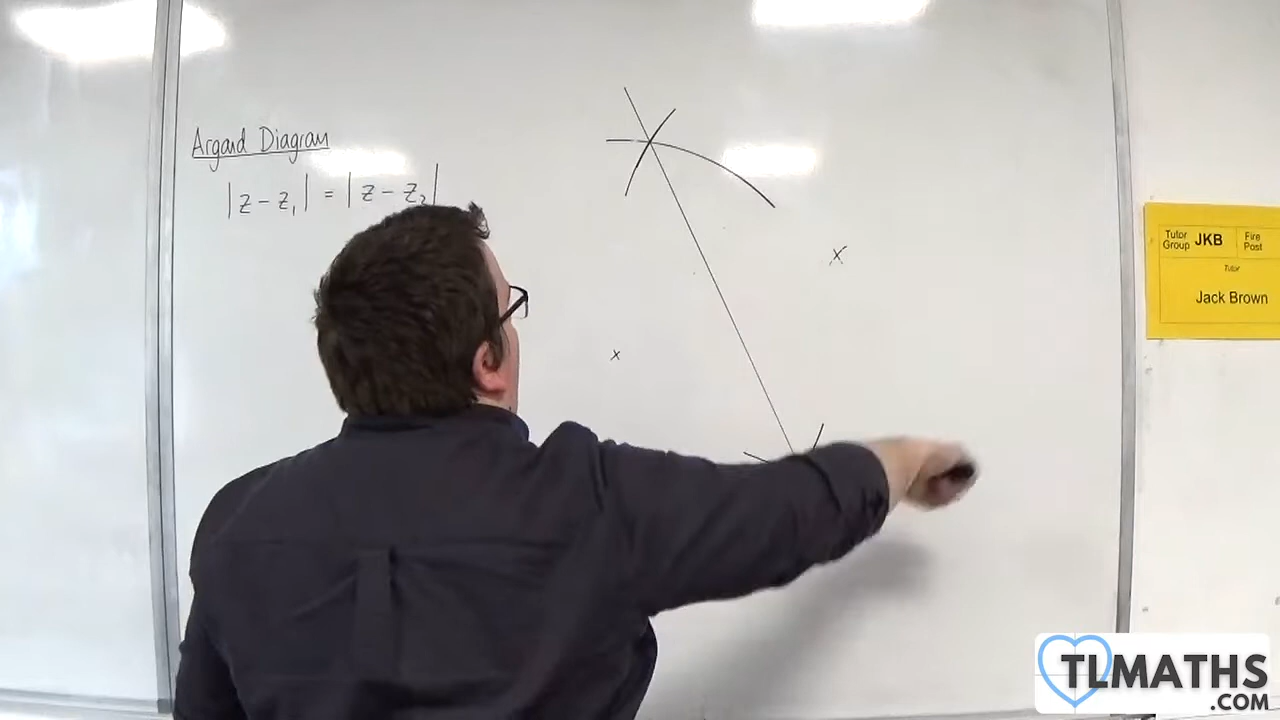 Argand Diagram
|z - z₁| = |z - z₂|
x
x
Tutor Group JKB Fire Post
Tutor
Jack Brown
TLMATHS
.COM